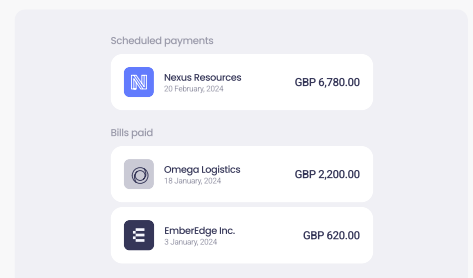 Scheduled payments
Nexus Resources
20 February, 2024
GBP 6,780.00
Bills paid
Omega Logistics
18 January, 2024
GBP 2,200.00
EmberEdge Inc.
3 January, 2024
GBP 620.00